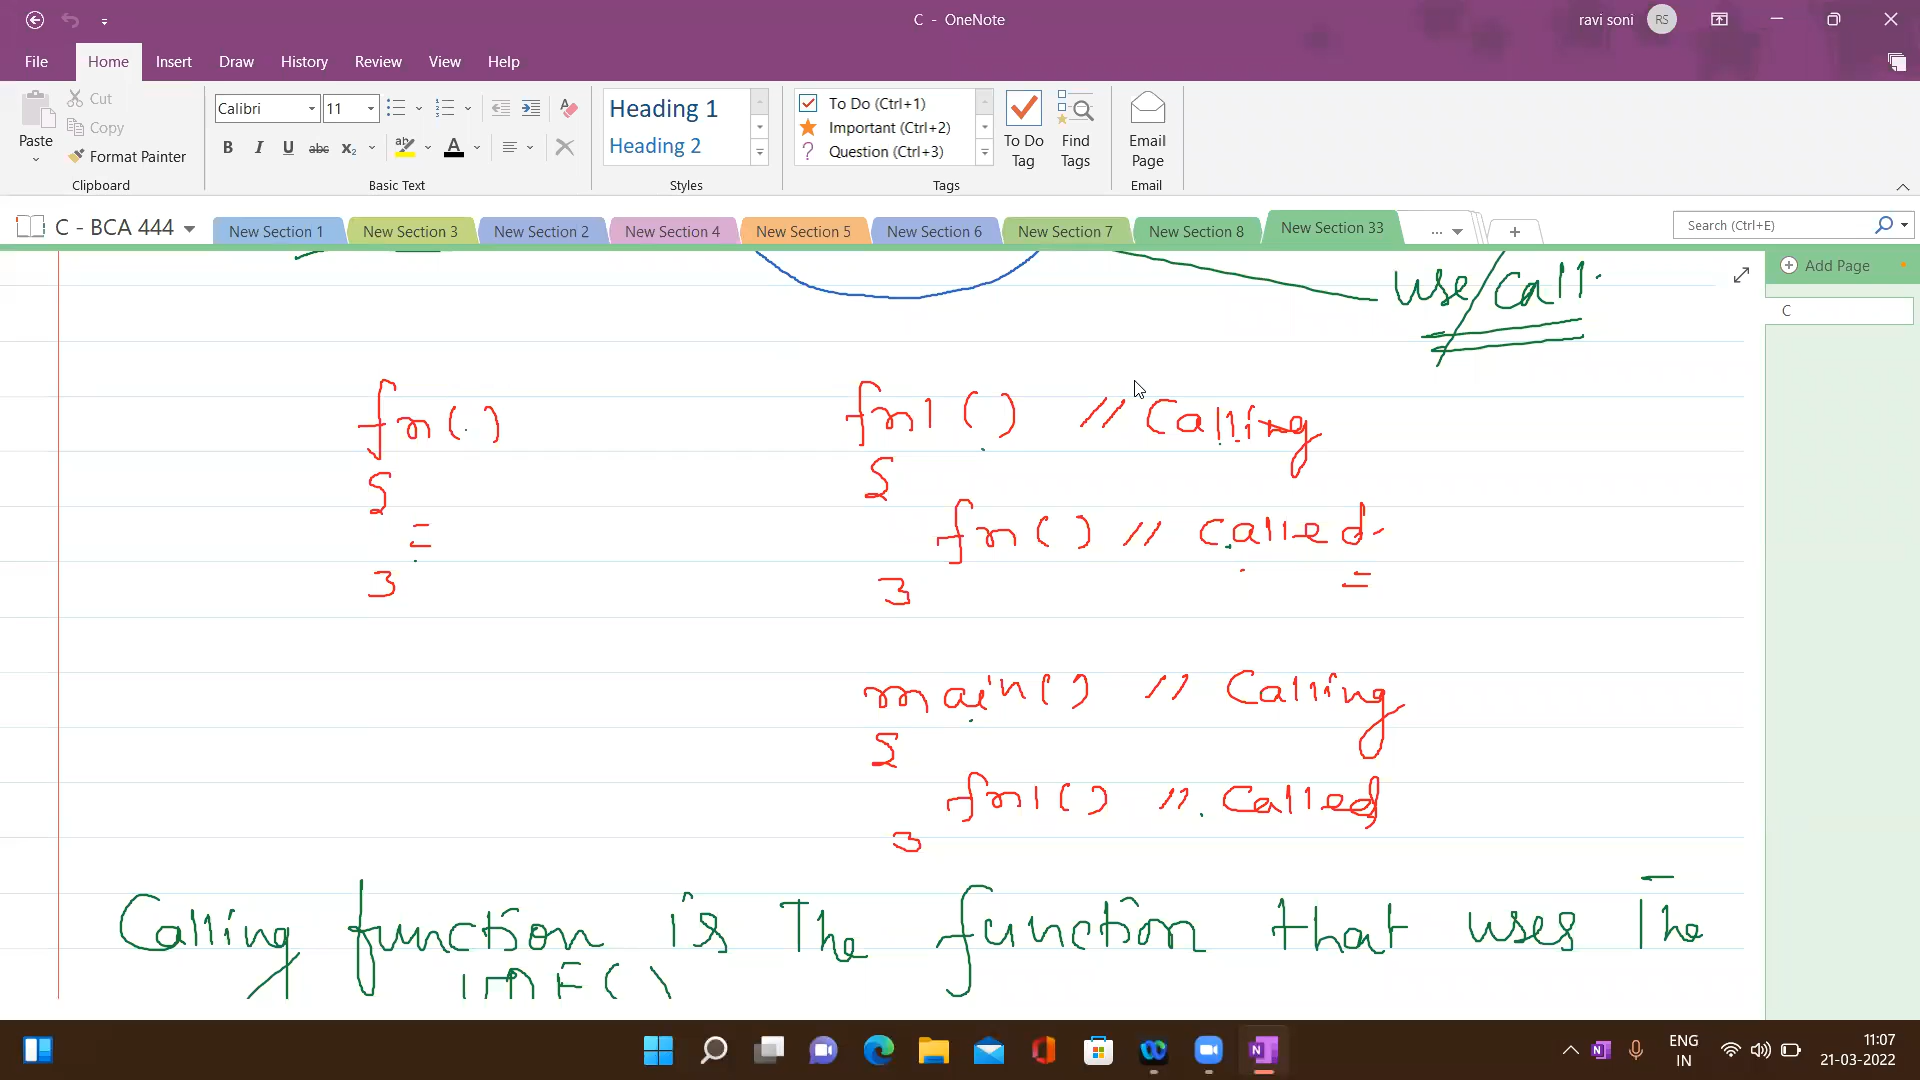 C - OneNote
ravi soni
RS
File Home Insert Draw History Review View Help
Paste
Cut
Copy
Format Painter
Clipboard
Calibri 11
B I U abc x₂ ab A
Basic Text
Heading 1
Heading 2
Styles
To Do (Ctrl+1)
Important (Ctrl+2)
Question (Ctrl+3)
Tags
To Do Tag
Find Tags
Email Page
Email
C - BCA 444
New Section 1 New Section 3 New Section 2 New Section 4 New Section 5 New Section 6 New Section 7 New Section 8 New Section 33 ...
Search (Ctrl+E)
Add Page
C
use/call.
fn()
{
=
}
fn1() // Calling
{
fn() // called
}
main() // Calling
{
fn1() // Called
}
Calling function is The function that uses The
UDF()
ENG
IN
11:07
21-03-2022